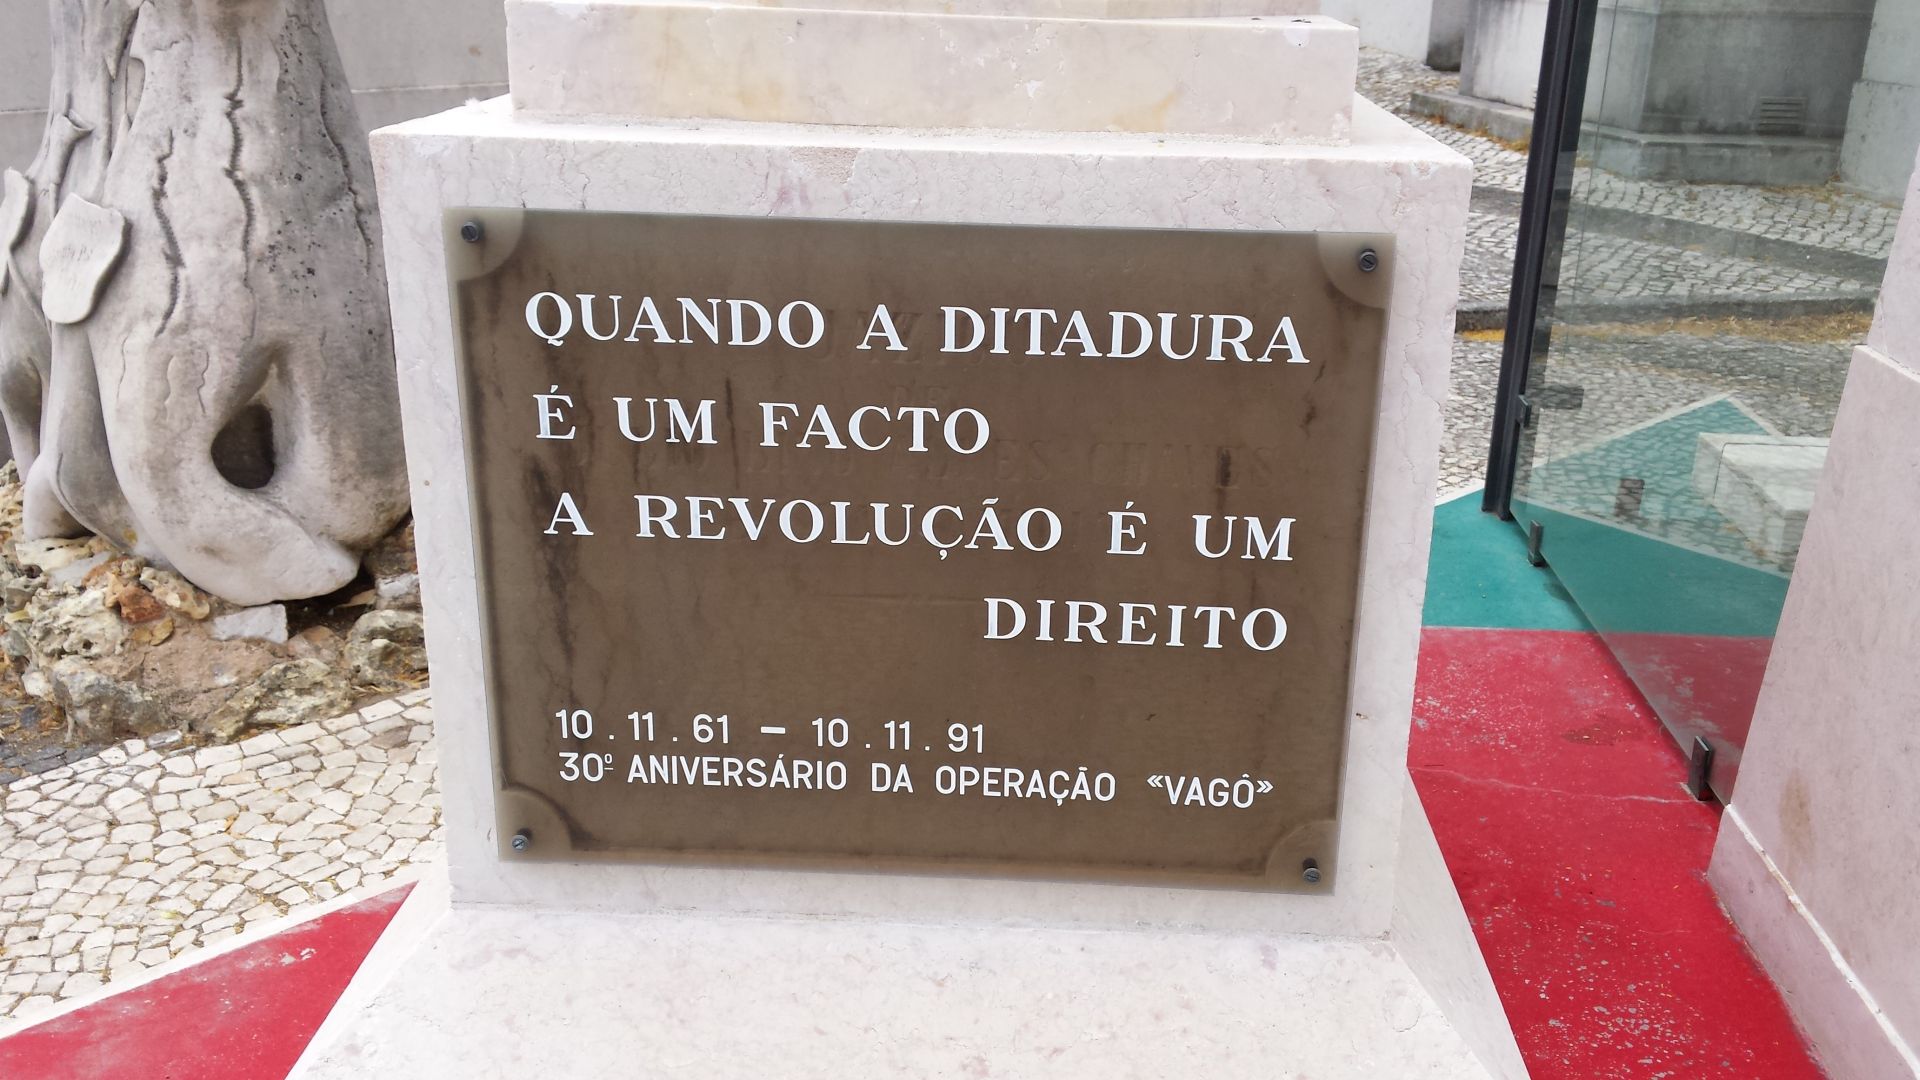 QUANDO A DITADURA
É UM FACTO
A REVOLUÇÃO É UM
DIREITO
10.11.61 – 10.11.91
30º ANIVERSÁRIO DA OPERAÇÃO «VAGÔ»